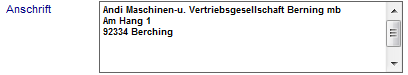 Anschrift
Andi Maschinen-u. Vertriebsgesellschaft Berning mb
Am Hang 1
92334 Berching